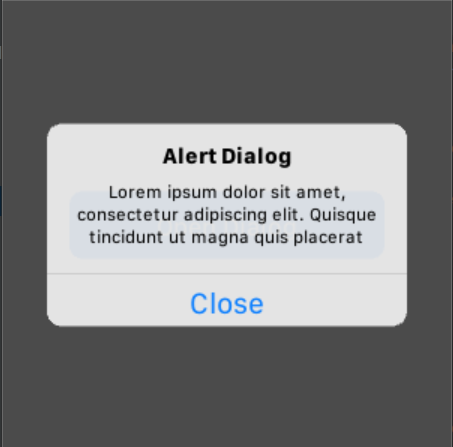 Alert Dialog
Lorem ipsum dolor sit amet,
consectetur adipiscing elit. Quisque
tincidunt ut magna quis placerat
Close